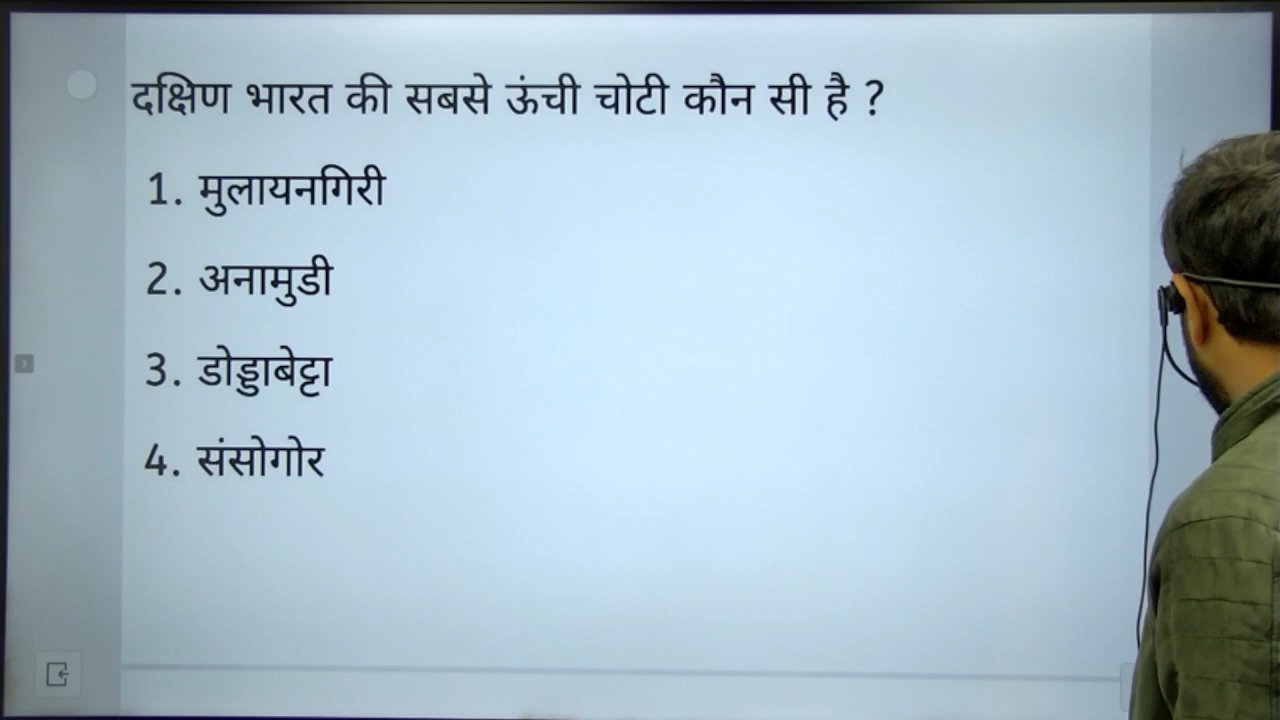 दक्षिण भारत की सबसे ऊंची चोटी कौन सी है ?
1. मुलायनगिरी
2. अनामुडी
3. डोड्डाबेट्टा
4. संसोगोर